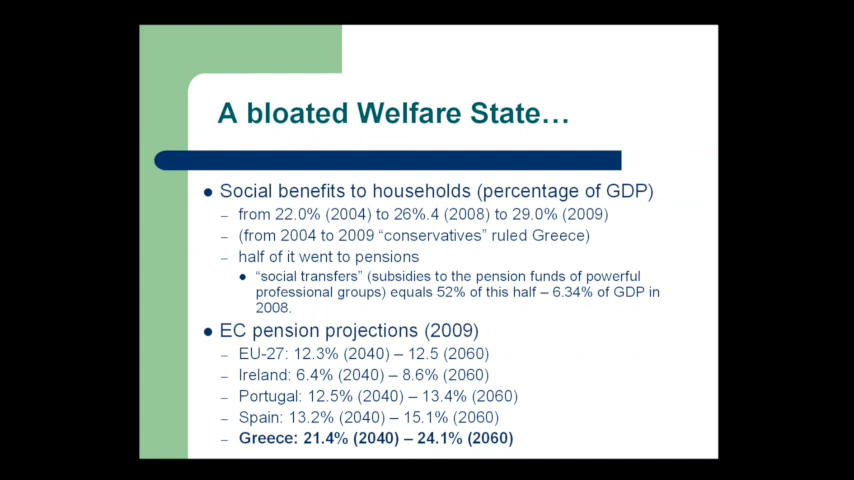 A bloated Welfare State…
● Social benefits to households (percentage of GDP)
– from 22.0% (2004) to 26%.4 (2008) to 29.0% (2009)
– (from 2004 to 2009 “conservatives” ruled Greece)
– half of it went to pensions
● “social transfers” (subsidies to the pension funds of powerful
professional groups) equals 52% of this half – 6.34% of GDP in
2008.
● EC pension projections (2009)
– EU-27: 12.3% (2040) – 12.5 (2060)
– Ireland: 6.4% (2040) – 8.6% (2060)
– Portugal: 12.5% (2040) – 13.4% (2060)
– Spain: 13.2% (2040) – 15.1% (2060)
– Greece: 21.4% (2040) – 24.1% (2060)